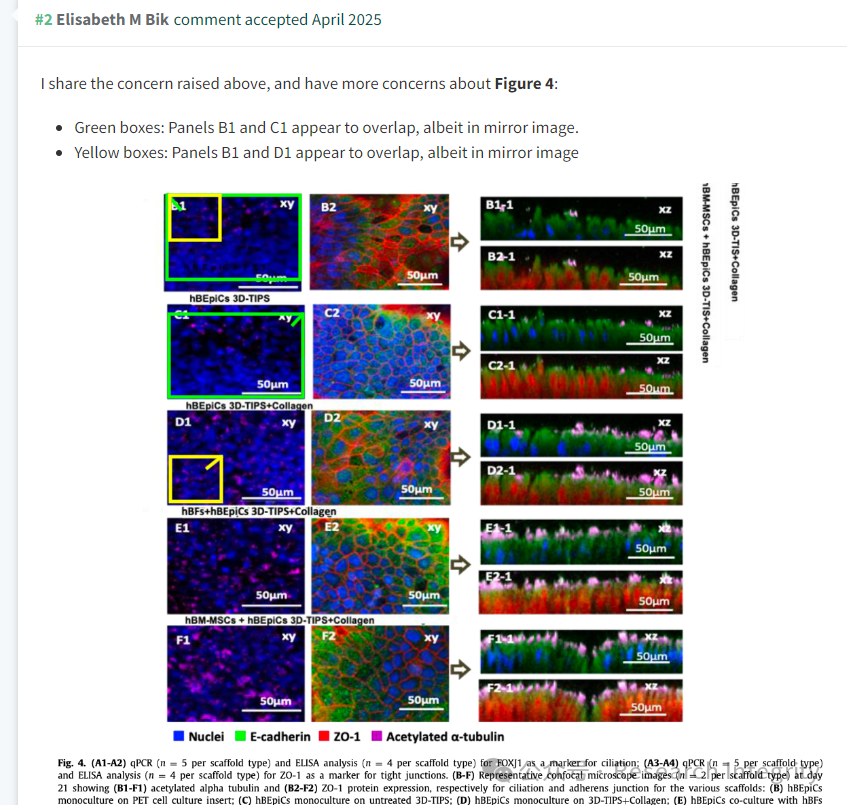 #2 Elisabeth M Bik comment accepted April 2025
I share the concern raised above, and have more concerns about Figure 4:
• Green boxes: Panels B1 and C1 appear to overlap, albeit in mirror image.
• Yellow boxes: Panels B1 and D1 appear to overlap, albeit in mirror image
B1 xy B2 xy B1-1 xz
50µm
B2-1 xz
50µm 50µm 50µm
hBEpiCs 3D-TIPS
C1 xy C2 xy C1-1 xz
50µm
C2-1 xz
50µm 50µm 50µm
hBEpiCs 3D-TIPS+Collagen
D1 xy D2 xy D1-1 xz
50µm
D2-1 xz
50µm 50µm 50µm
hBFs+hBEpiCs 3D-TIPS+Collagen
E1 xy E2 xy E1-1 xz
50µm
E2-1 xz
50µm 50µm 50µm
hBM-MSCs + hBEpiCs 3D-TIPS+Collagen
F1 xy F2 xy F1-1 xz
50µm
F2-1 xz
50µm 50µm 50µm
hBEpiCs 3D-TIS+Collagen
BM-MSCs + hBEpiCs 3D-TIS+Collagen
Nuclei E-cadherin ZO-1 Acetylated α-tubulin
Fig. 4. (A1-A2) qPCR (n = 5 per scaffold type) and ELISA analysis (n = 4 per scaffold type) for FOXJ1 as a marker for ciliation; (A3-A4) qPCR (n = 5 per scaffold type)
and ELISA analysis (n = 4 per scaffold type) for ZO-1 as a marker for tight junctions. (B-F) Representative confocal microscope images (n = 2 per scaffold type) at day
21 showing (B1-F1) acetylated alpha tubulin and (B2-F2) ZO-1 protein expression, respectively for ciliation and adherens junction for the various scaffolds: (B) hBEpiCs
monoculture on PET cell culture insert; (C) hBEpiCs monoculture on untreated 3D-TIPS; (D) hBEpiCs monoculture on 3D-TIPS+Collagen; (E) hBEpiCs co-culture with hBFs
公众号 · Research Integrity